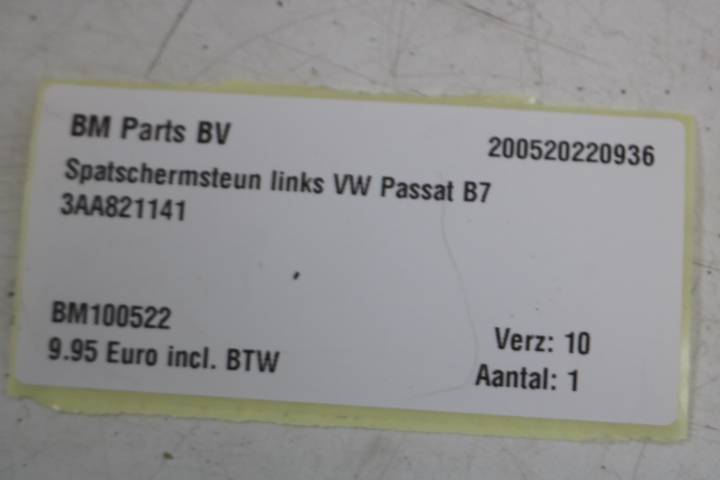 BM Parts BV
200520220936
Spatschermsteun links VW Passat B7
3AA821141
BM100522
Verz: 10
9.95 Euro incl. BTW
Aantal: 1